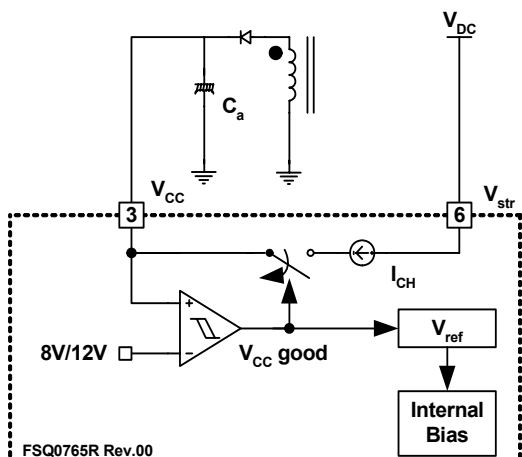 V_DC
C_a
V_CC
V_str
3
6
I_CH
+
8V/12V
-
V_CC good
V_ref
Internal
Bias
FSQ0765R Rev.00